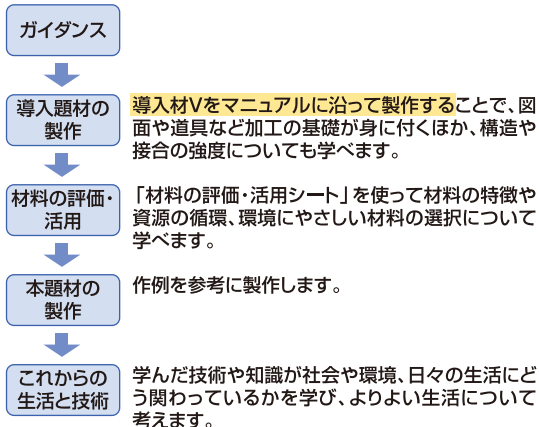 ガイダンス
導入題材の
製作
導入材Vをマニュアルに沿って製作することで、図
面や道具など加工の基礎が身に付くほか、構造や
接合の強度についても学べます。
材料の評価・
活用
「材料の評価・活用シート」を使って材料の特徴や
資源の循環、環境にやさしい材料の選択について
学べます。
本題材の
製作
作例を参考に製作します。
これからの
生活と技術
学んだ技術や知識が社会や環境、日々の生活にど
う関わっているかを学び、よりよい生活について
考えます。